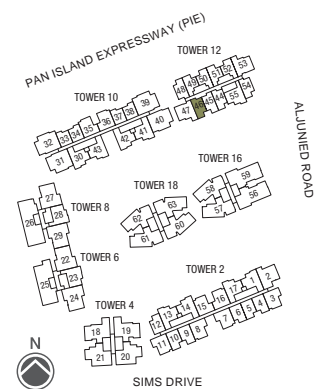 PAN ISLAND EXPRESSWAY (PIE)
TOWER 12
48 49 50 51 52 53
47 46 45 44 55 54
TOWER 10
32 33 34 35 36 37 38 39
31 30 43 42 41 40
ALJUNIED ROAD
TOWER 16
58 59
57 56
TOWER 18
62 63
61 60
TOWER 8
27
26 28
29
TOWER 6
22
25 23
24
TOWER 2
12 13 14 15 16 17 1 2
11 10 9 8 7 6 5 4 3
TOWER 4
18 19
21 20
N
SIMS DRIVE